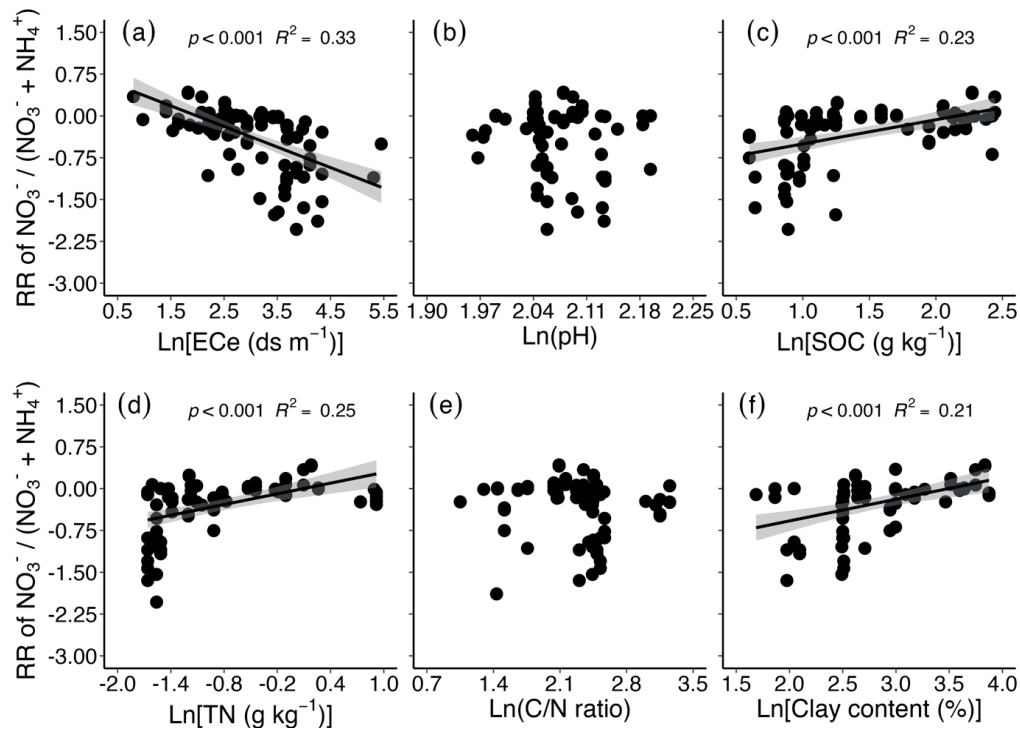 (a)
p < 0.001 R² = 0.33
RR of NO₃⁻ / (NO₃⁻ + NH₄⁺)
1.50
0.75
0.00
-0.75
-1.50
-2.25
-3.00
0.5 1.5 2.5 3.5 4.5 5.5
Ln[ECe (ds m⁻¹)]
(b)
1.90 1.97 2.04 2.11 2.18 2.25
Ln(pH)
(c)
p < 0.001 R² = 0.23
0.5 1.0 1.5 2.0 2.5
Ln[SOC (g kg⁻¹)]
(d)
p < 0.001 R² = 0.25
RR of NO₃⁻ / (NO₃⁻ + NH₄⁺)
1.50
0.75
0.00
-0.75
-1.50
-2.25
-3.00
-2.0 -1.4 -0.8 -0.2 0.4 1.0
Ln[TN (g kg⁻¹)]
(e)
0.7 1.4 2.1 2.8 3.5
Ln(C/N ratio)
(f)
p < 0.001 R² = 0.21
1.5 2.0 2.5 3.0 3.5 4.0
Ln[Clay content (%)]